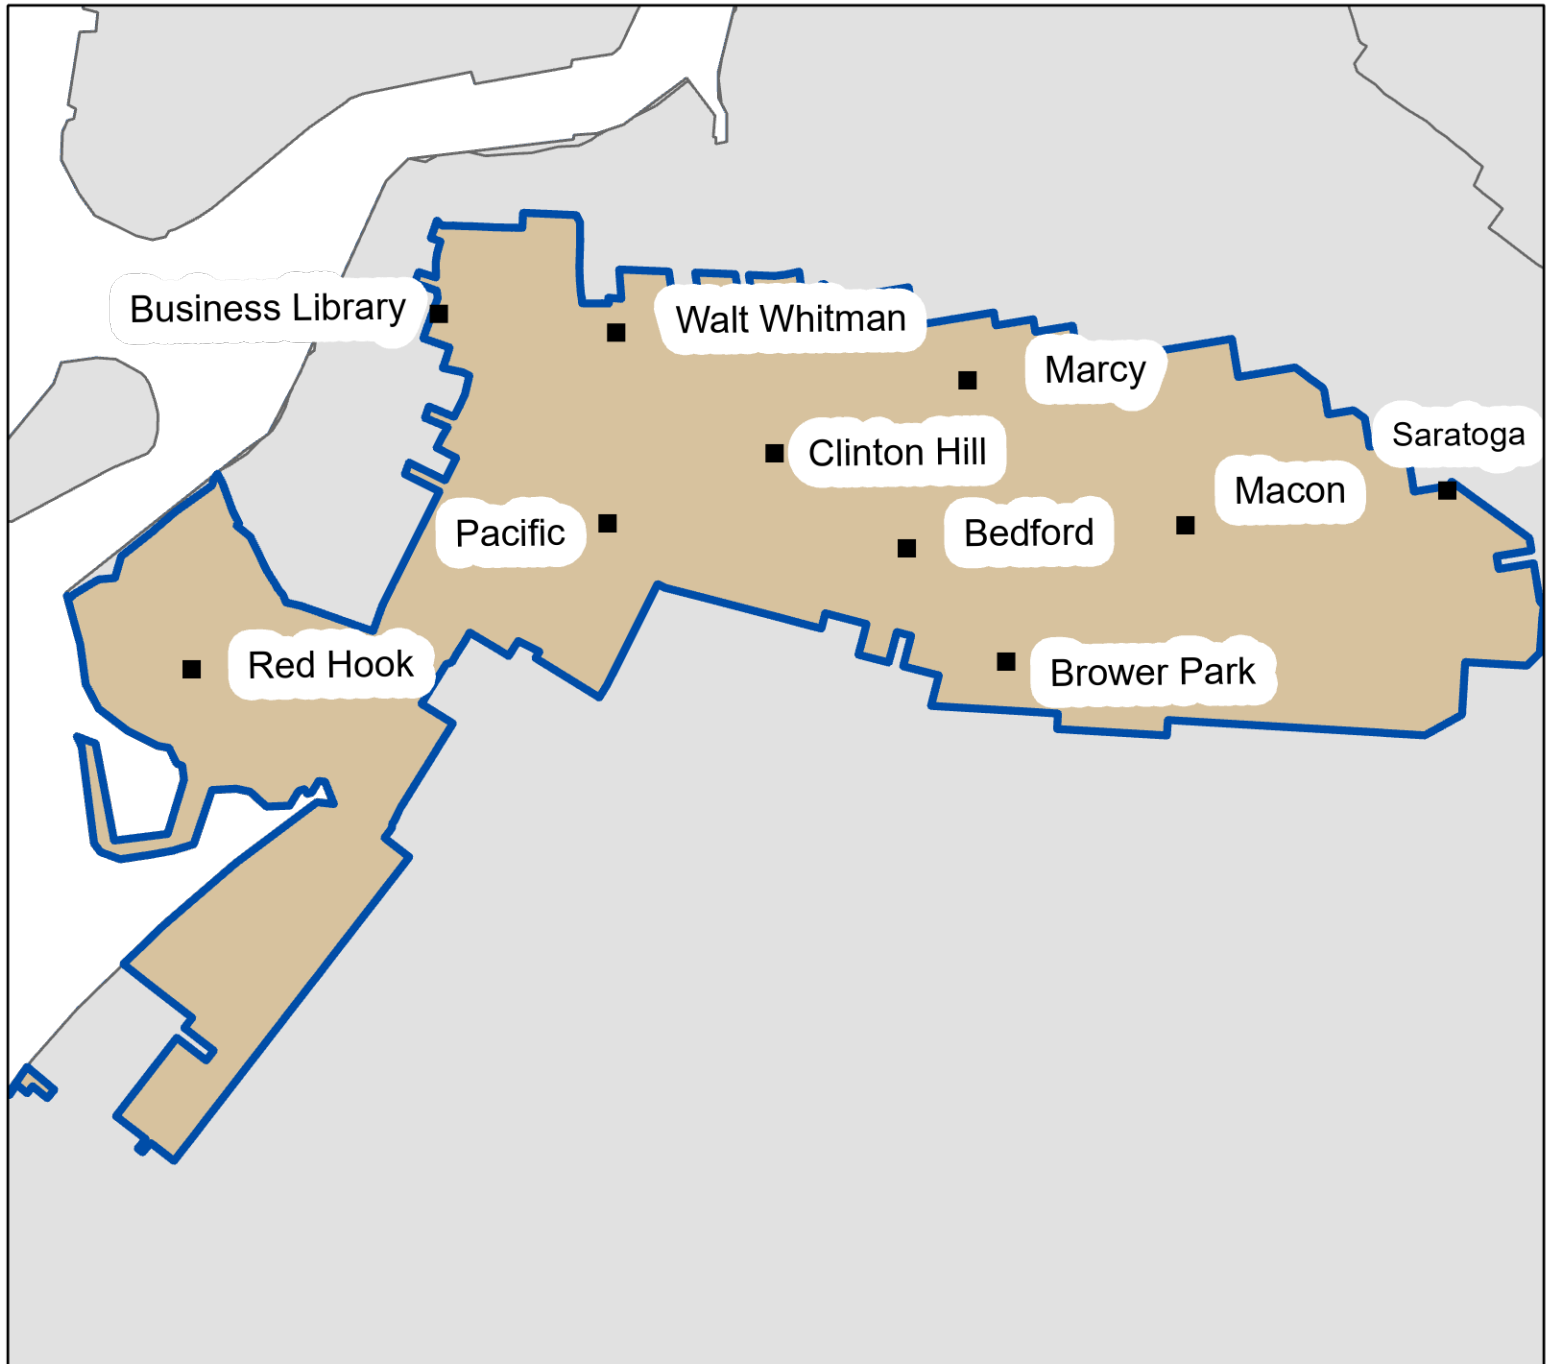 Business Library
Walt Whitman
Marcy
Saratoga
Clinton Hill
Macon
Pacific
Bedford
Red Hook
Brower Park